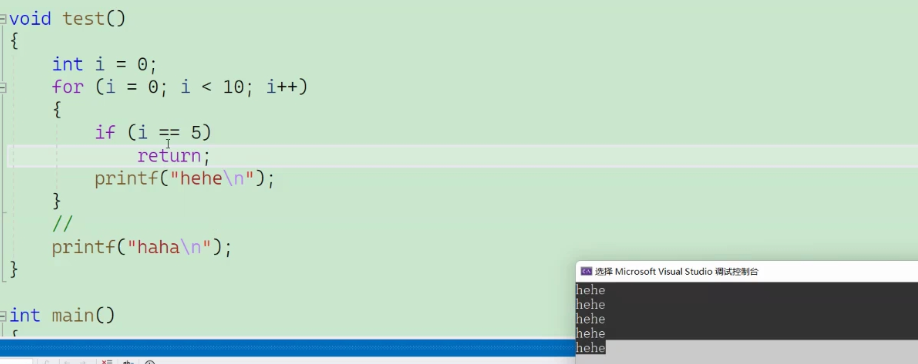 void test()
{
int i = 0;
for (i = 0; i < 10; i++)
{
if (i == 5)
return;
printf("hehe\n");
}
//
printf("haha\n");
}
int main()
{
选择 Microsoft Visual Studio 调试控制台
hehe
hehe
hehe
hehe
hehe